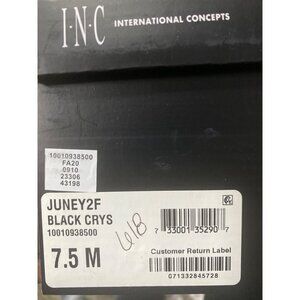 I·N·C INTERNATIONAL CONCEPTS
10010938500
FA20
0910
23306
43198
JUNEY2F
BLACK CRYS
10010938500
7.5 M
618
7 33001 35290 7
Customer Return Label
071332845728